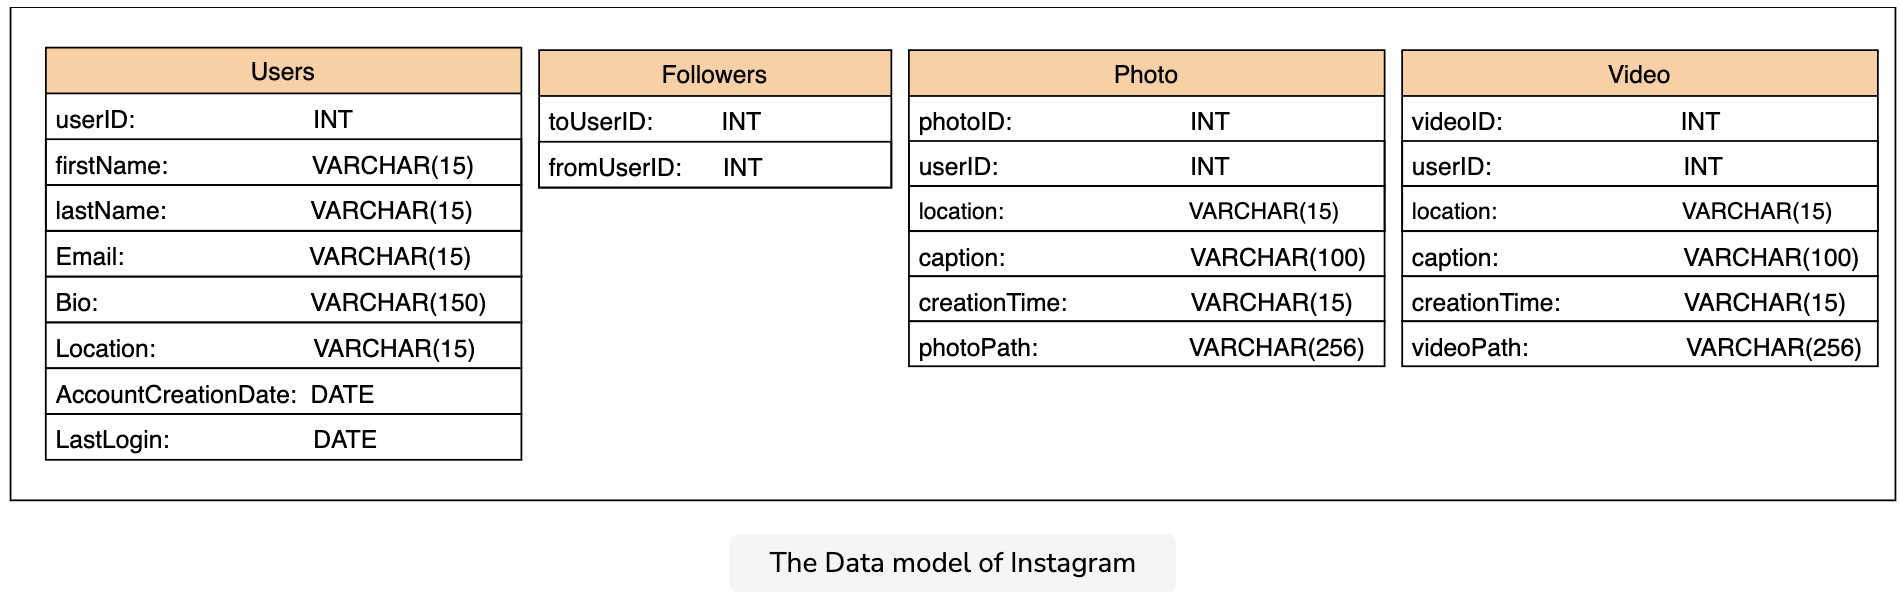 Users
userID: INT
firstName: VARCHAR(15)
lastName: VARCHAR(15)
Email: VARCHAR(15)
Bio: VARCHAR(150)
Location: VARCHAR(15)
AccountCreationDate: DATE
LastLogin: DATE
Followers
toUserID: INT
fromUserID: INT
Photo
photoID: INT
userID: INT
location: VARCHAR(15)
caption: VARCHAR(100)
creationTime: VARCHAR(15)
photoPath: VARCHAR(256)
Video
videoID: INT
userID: INT
location: VARCHAR(15)
caption: VARCHAR(100)
creationTime: VARCHAR(15)
videoPath: VARCHAR(256)
The Data model of Instagram